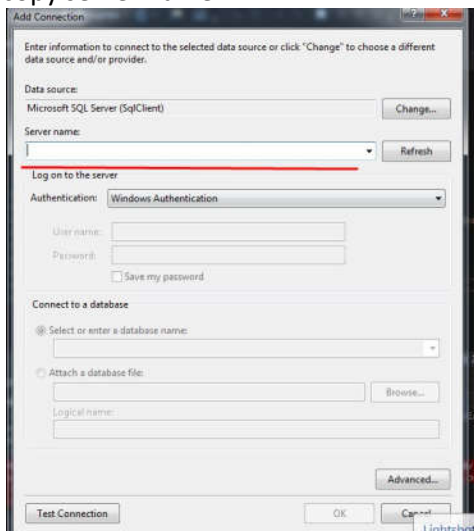 Add Connection
Enter information to connect to the selected data source or click "Change" to choose a different
data source and/or provider.
Data source:
Microsoft SQL Server (SqlClient)
Change...
Server name:
Refresh
Log on to the server
Authentication: Windows Authentication
User name:
Password:
Save my password
Connect to a database
Select or enter a database name:
Attach a database file:
Browse...
Logical name:
Advanced...
Test Connection
OK
Lightshot